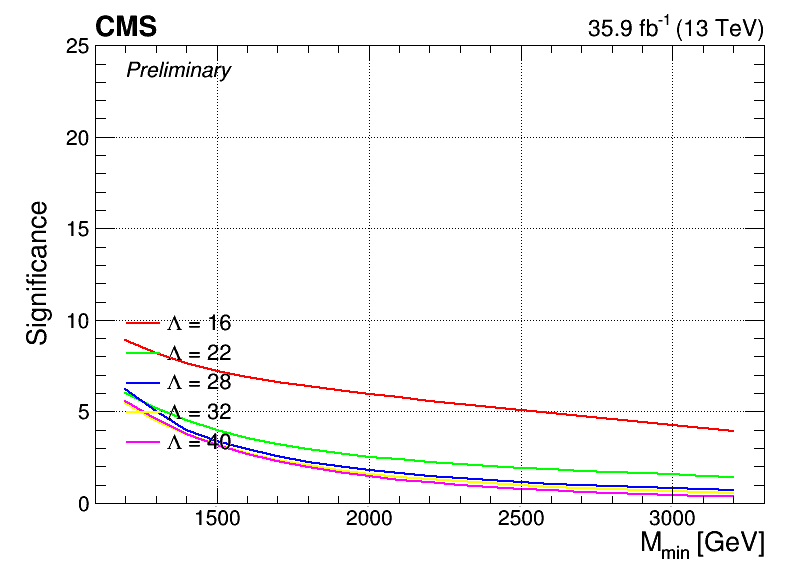 CMS
35.9 fb⁻¹ (13 TeV)
Preliminary
Significance
25
20
15
10
5
0
Λ = 16
Λ = 22
Λ = 28
Λ = 32
Λ = 40
1500
2000
2500
3000
M_min [GeV]